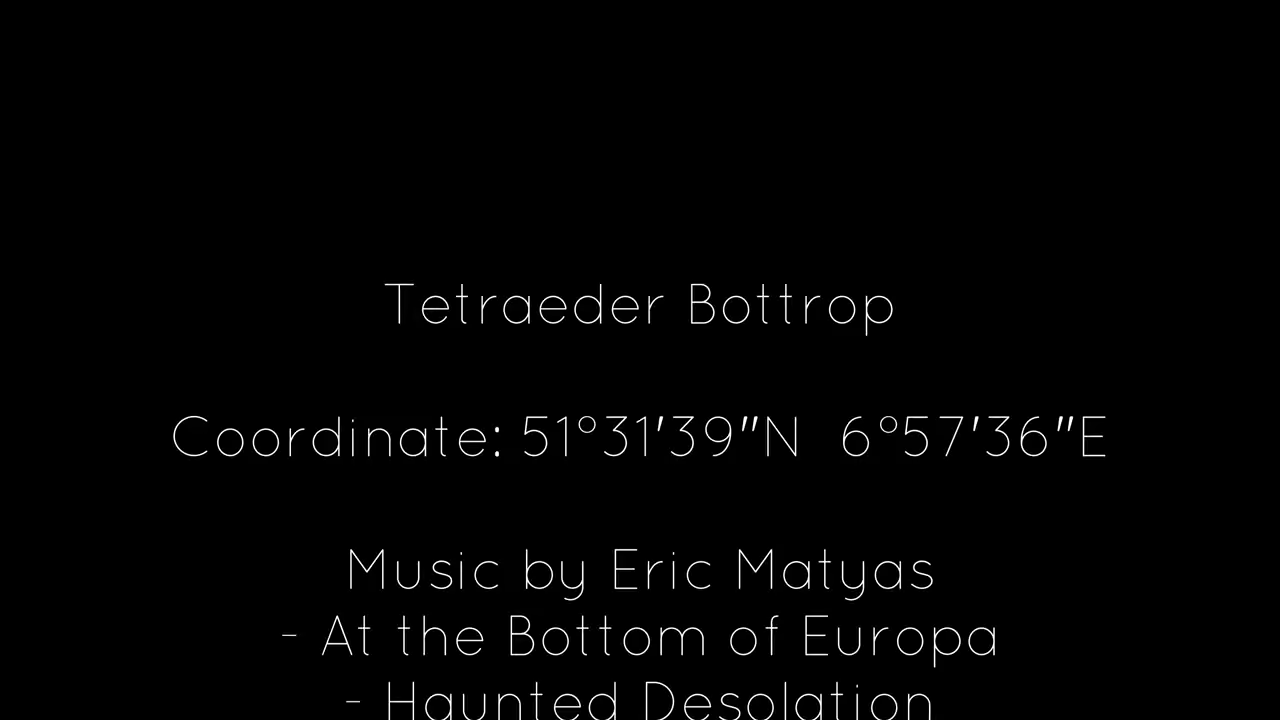 Tetraeder Bottrop
Coordinate: 51°31'39"N 6°57'36"E
Music by Eric Matyas
- At the Bottom of Europa
- Haunted Desolation